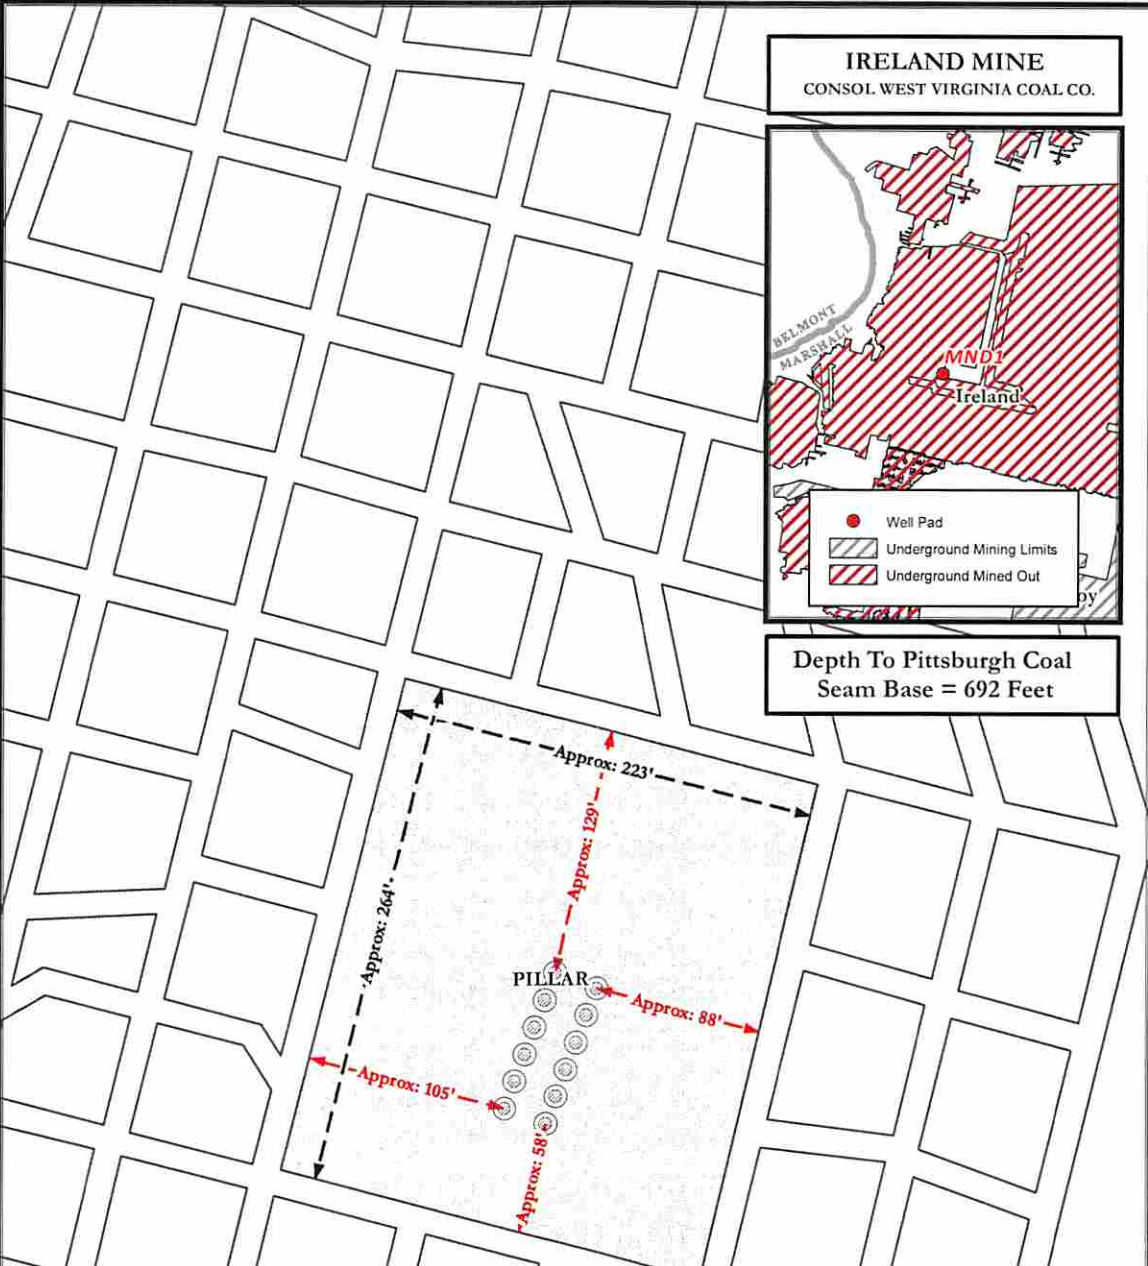 IRELAND MINE
CONSOL WEST VIRGINIA COAL CO.
BELMONT
MARSHALL
MND1
Ireland
Well Pad
Underground Mining Limits
Underground Mined Out
oy
Depth To Pittsburgh Coal
Seam Base = 692 Feet
Approx: 223'
Approx: 129'
Approx: 264'
PILLAR
Approx: 88'
Approx: 105'
Approx: 58'